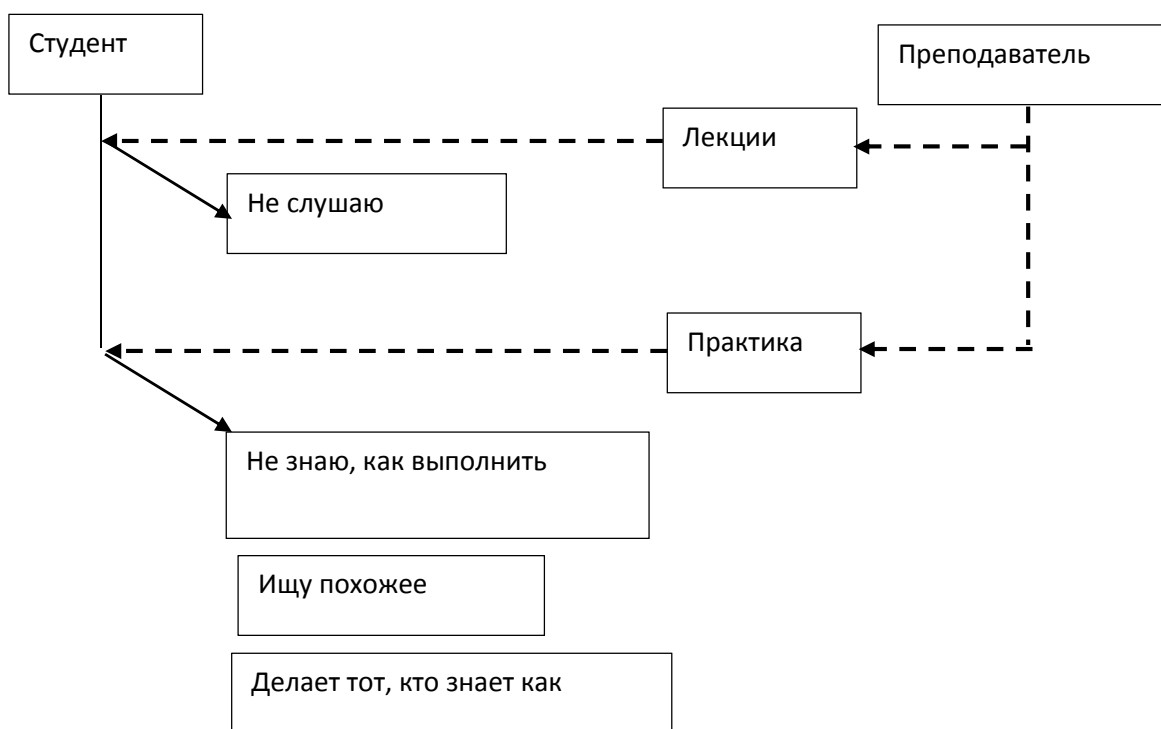 Студент
Преподаватель
Лекции
Не слушаю
Практика
Не знаю, как выполнить
Ищу похожее
Делает тот, кто знает как